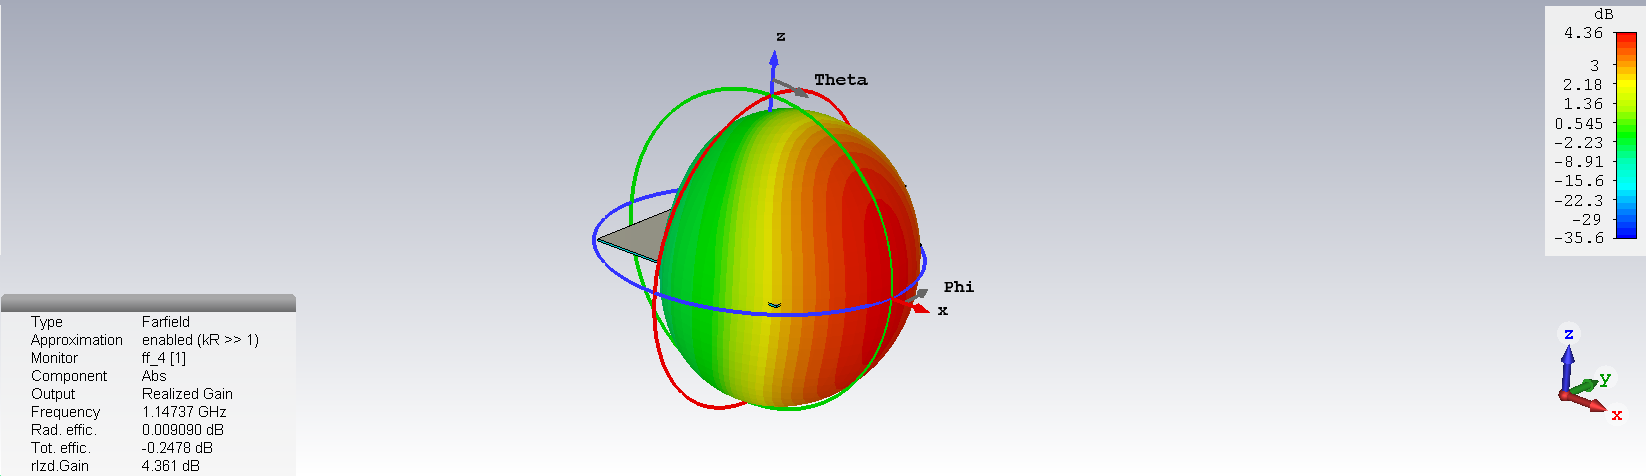 dB
4.36
3
2.18
1.36
0.545
-2.23
-8.91
-15.6
-22.3
-29
-35.6
z
Theta
Phi
x
Type Farfield
Approximation enabled (kR >> 1)
Monitor ff_4 [1]
Component Abs
Output Realized Gain
Frequency 1.14737 GHz
Rad. effic. 0.009090 dB
Tot. effic. -0.2478 dB
rlzd.Gain 4.361 dB
z
y
x